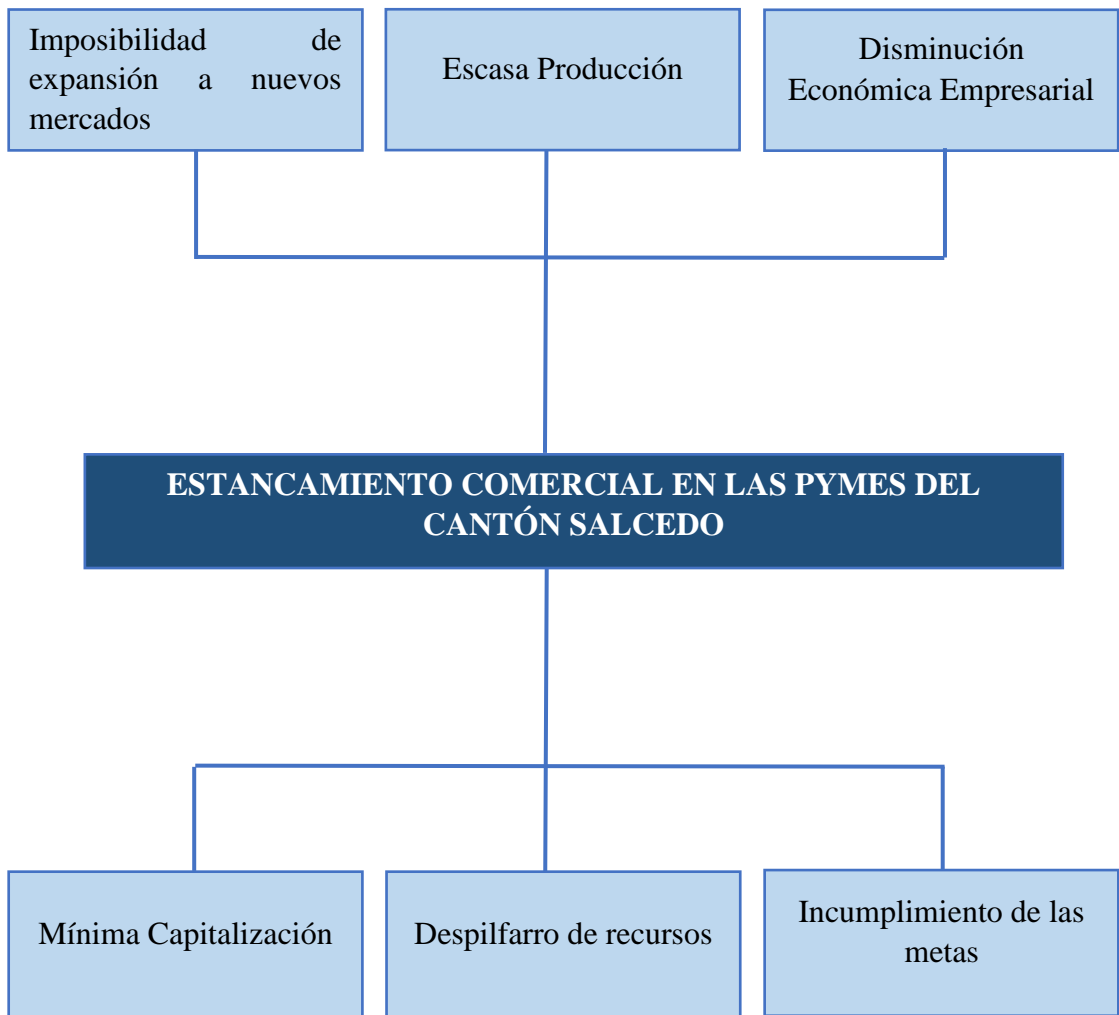 Imposibilidad de
expansión a nuevos
mercados
Escasa Producción
Disminución
Económica Empresarial
ESTANCAMIENTO COMERCIAL EN LAS PYMES DEL
CANTÓN SALCEDO
Mínima Capitalización
Despilfarro de recursos
Incumplimiento de las
metas